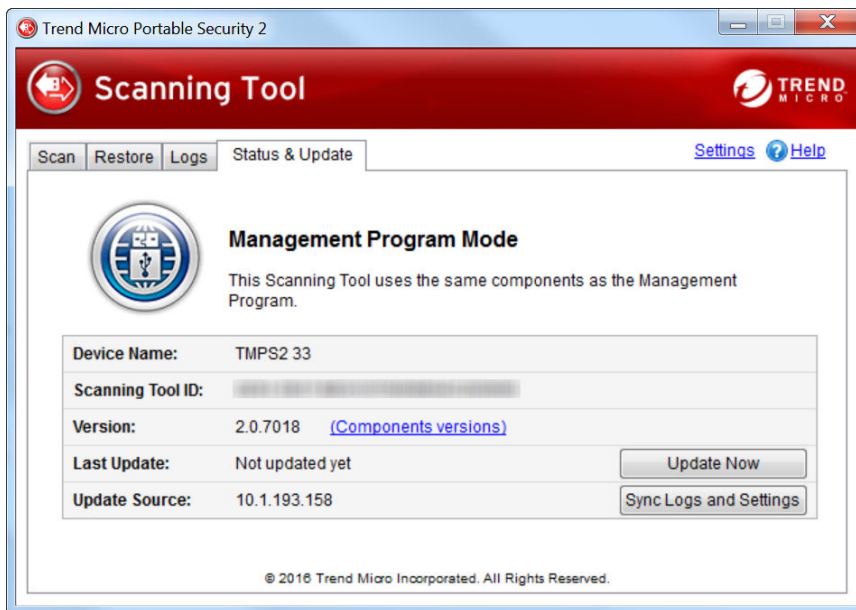 Trend Micro Portable Security 2
Scanning Tool
TREND
MICRO
Scan Restore Logs Status & Update Settings Help
Management Program Mode
This Scanning Tool uses the same components as the Management
Program.
Device Name: TMPS2 33
Scanning Tool ID:
Version: 2.0.7018 (Components versions)
Last Update: Not updated yet Update Now
Update Source: 10.1.193.158 Sync Logs and Settings
© 2016 Trend Micro Incorporated. All Rights Reserved.